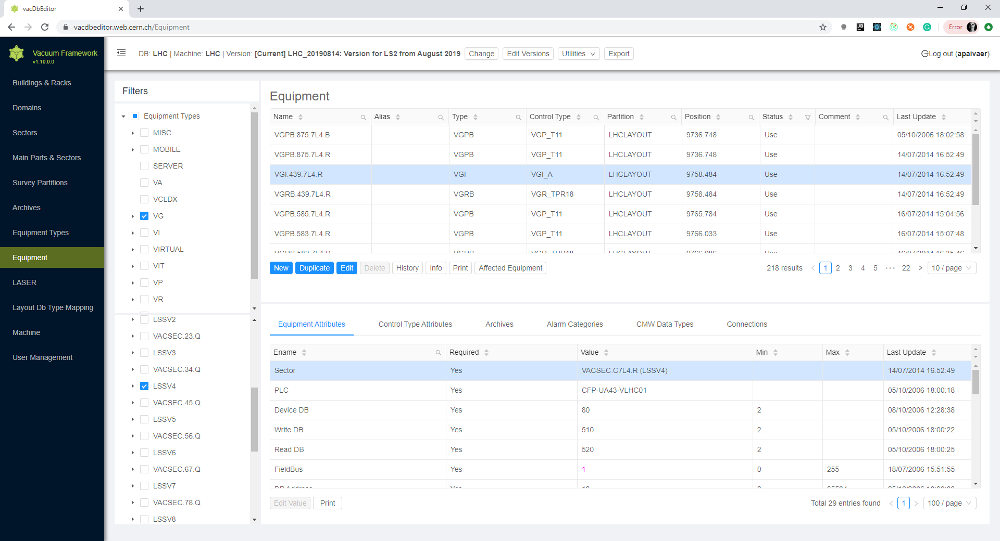 vacDbEditor
vacdbeditor.web.cern.ch/Equipment
JB
G
Error
Vacuum Framework
v1.19.9.0
DB: LHC | Machine: LHC | Version: [Current] LHC_20190814: Version for LS2 from August 2019 Change Edit Versions Utilities Export Log out (apaivaer)
Buildings & Racks
Domains
Sectors
Main Parts & Sectors
Survey Partitions
Archives
Equipment Types
Equipment
LASER
Layout Db Type Mapping
Machine
User Management
Filters
Equipment Types
MISC
MOBILE
SERVER
VA
VCLDX
VG
VI
VIRTUAL
VIT
VP
VR
LSSV2
VACSEC.23.Q
LSSV3
VACSEC.34.Q
LSSV4
VACSEC.45.Q
LSSV5
VACSEC.56.Q
LSSV6
VACSEC.67.Q
LSSV7
VACSEC.78.Q
LSSV8
Equipment
Name Alias Type Control Type Partition Position Status Comment Last Update
VGPB.875.7L4.B VGPB VGP_T11 LHCLAYOUT 9736.748 Use 05/10/2006 18:02:58
VGPB.875.7L4.R VGPB VGP_T11 LHCLAYOUT 9736.748 Use 14/07/2014 16:52:49
VGI.439.7L4.R VGI VGI_A LHCLAYOUT 9758.484 Use 14/07/2014 16:52:49
VGRB.439.7L4.R VGRB VGR_TPR18 LHCLAYOUT 9758.484 Use 14/07/2014 16:52:49
VGPB.585.7L4.R VGPB VGP_T11 LHCLAYOUT 9765.784 Use 16/07/2014 15:04:56
VGPB.583.7L4.R VGPB VGP_T11 LHCLAYOUT 9766.033 Use 16/07/2014 15:07:48
VGRB VGR_TPR18 LHCLAYOUT Use
New Duplicate Edit Delete History Info Print Affected Equipment 218 results 1 2 3 4 5 ••• 22 10 / page
Equipment Attributes Control Type Attributes Archives Alarm Categories CMW Data Types Connections
Ename Required Value Min Max Last Update
Sector Yes VACSEC.C7L4.R (LSSV4) 14/07/2014 16:52:49
PLC Yes CFP-UA43-VLHC01 05/10/2006 18:00:18
Device DB Yes 80 2 08/10/2006 12:28:38
Write DB Yes 510 2 05/10/2006 18:00:22
Read DB Yes 520 2 05/10/2006 18:00:25
FieldBus Yes 1 0 255 18/07/2006 15:51:55
Address Yes
Edit Value Print Total 29 entries found 1 100 / page